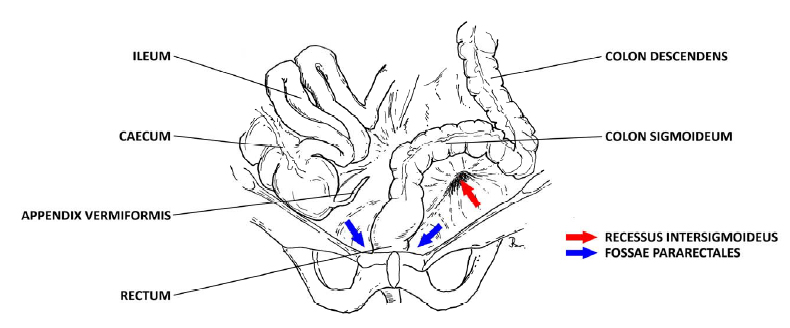 ILEUM
CAECUM
APPENDIX VERMIFORMIS
RECTUM
COLON DESCENDENS
COLON SIGMOIDEUM
RECESSUS INTERSIGMOIDEUS
FOSSAE PARARECTALES